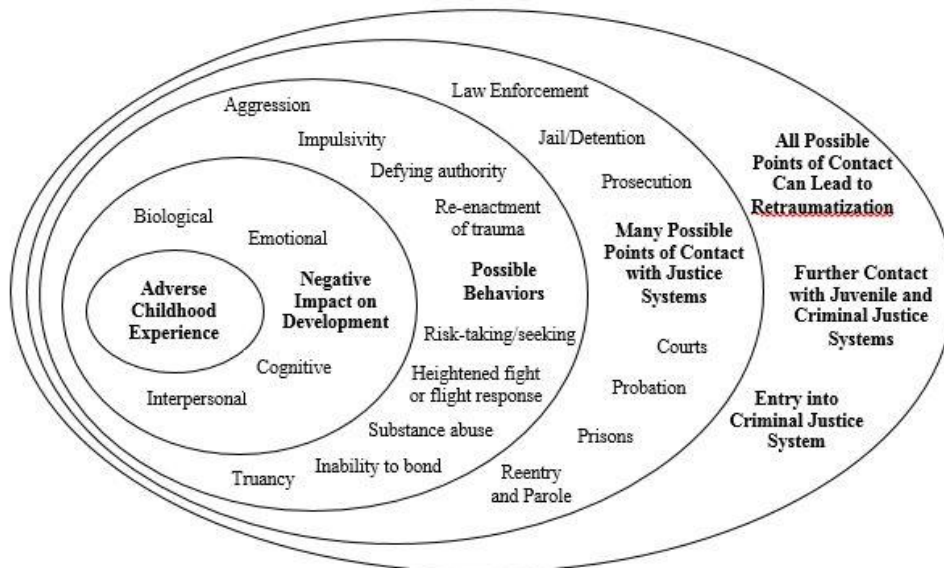 Adverse
Childhood
Experience
Biological
Emotional
Negative
Impact on
Development
Cognitive
Interpersonal
Aggression
Impulsivity
Defying authority
Re-enactment
of trauma
Possible
Behaviors
Risk-taking/seeking
Heightened fight
or flight response
Substance abuse
Inability to bond
Truancy
Law Enforcement
Jail/Detention
Prosecution
Many Possible
Points of Contact
with Justice
Systems
Courts
Probation
Prisons
Reentry
and Parole
All Possible
Points of Contact
Can Lead to
Retraumatization
Further Contact
with Juvenile and
Criminal Justice
Systems
Entry into
Criminal Justice
System